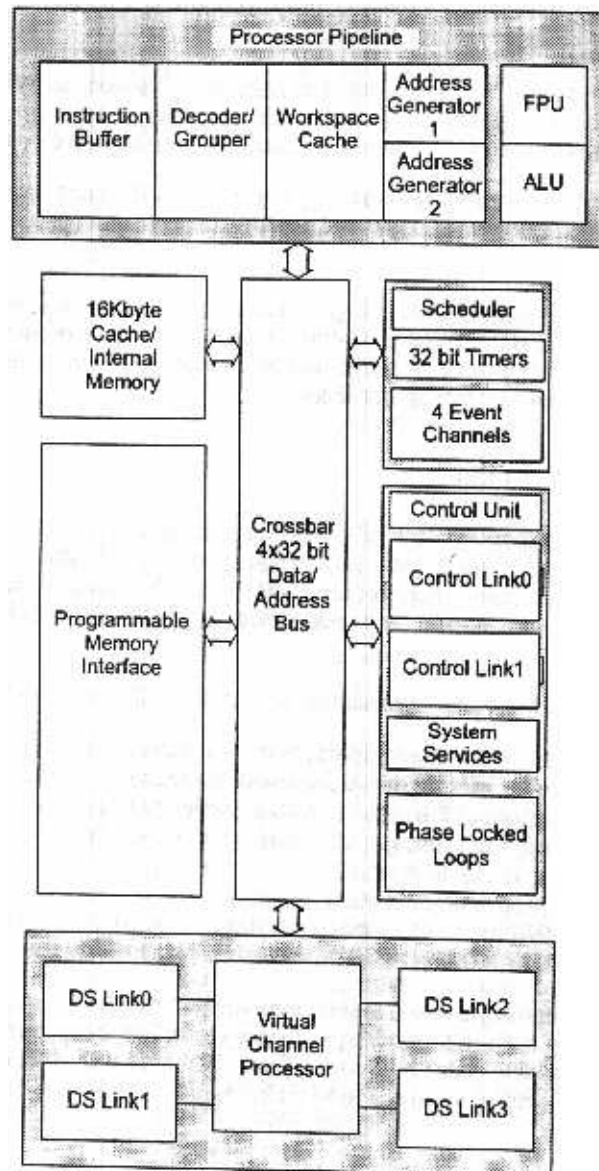 Processor Pipeline
Instruction
Buffer
Decoder/
Grouper
Workspace
Cache
Address
Generator
1
Address
Generator
2
FPU
ALU
16Kbyte
Cache/
Internal
Memory
Scheduler
32 bit Timers
4 Event
Channels
Programmable
Memory
Interface
Crossbar
4x32 bit
Data/
Address
Bus
Control Unit
Control Link0
Control Link1
System
Services
Phase Locked
Loops
DS Link0
DS Link1
Virtual
Channel
Processor
DS Link2
DS Link3